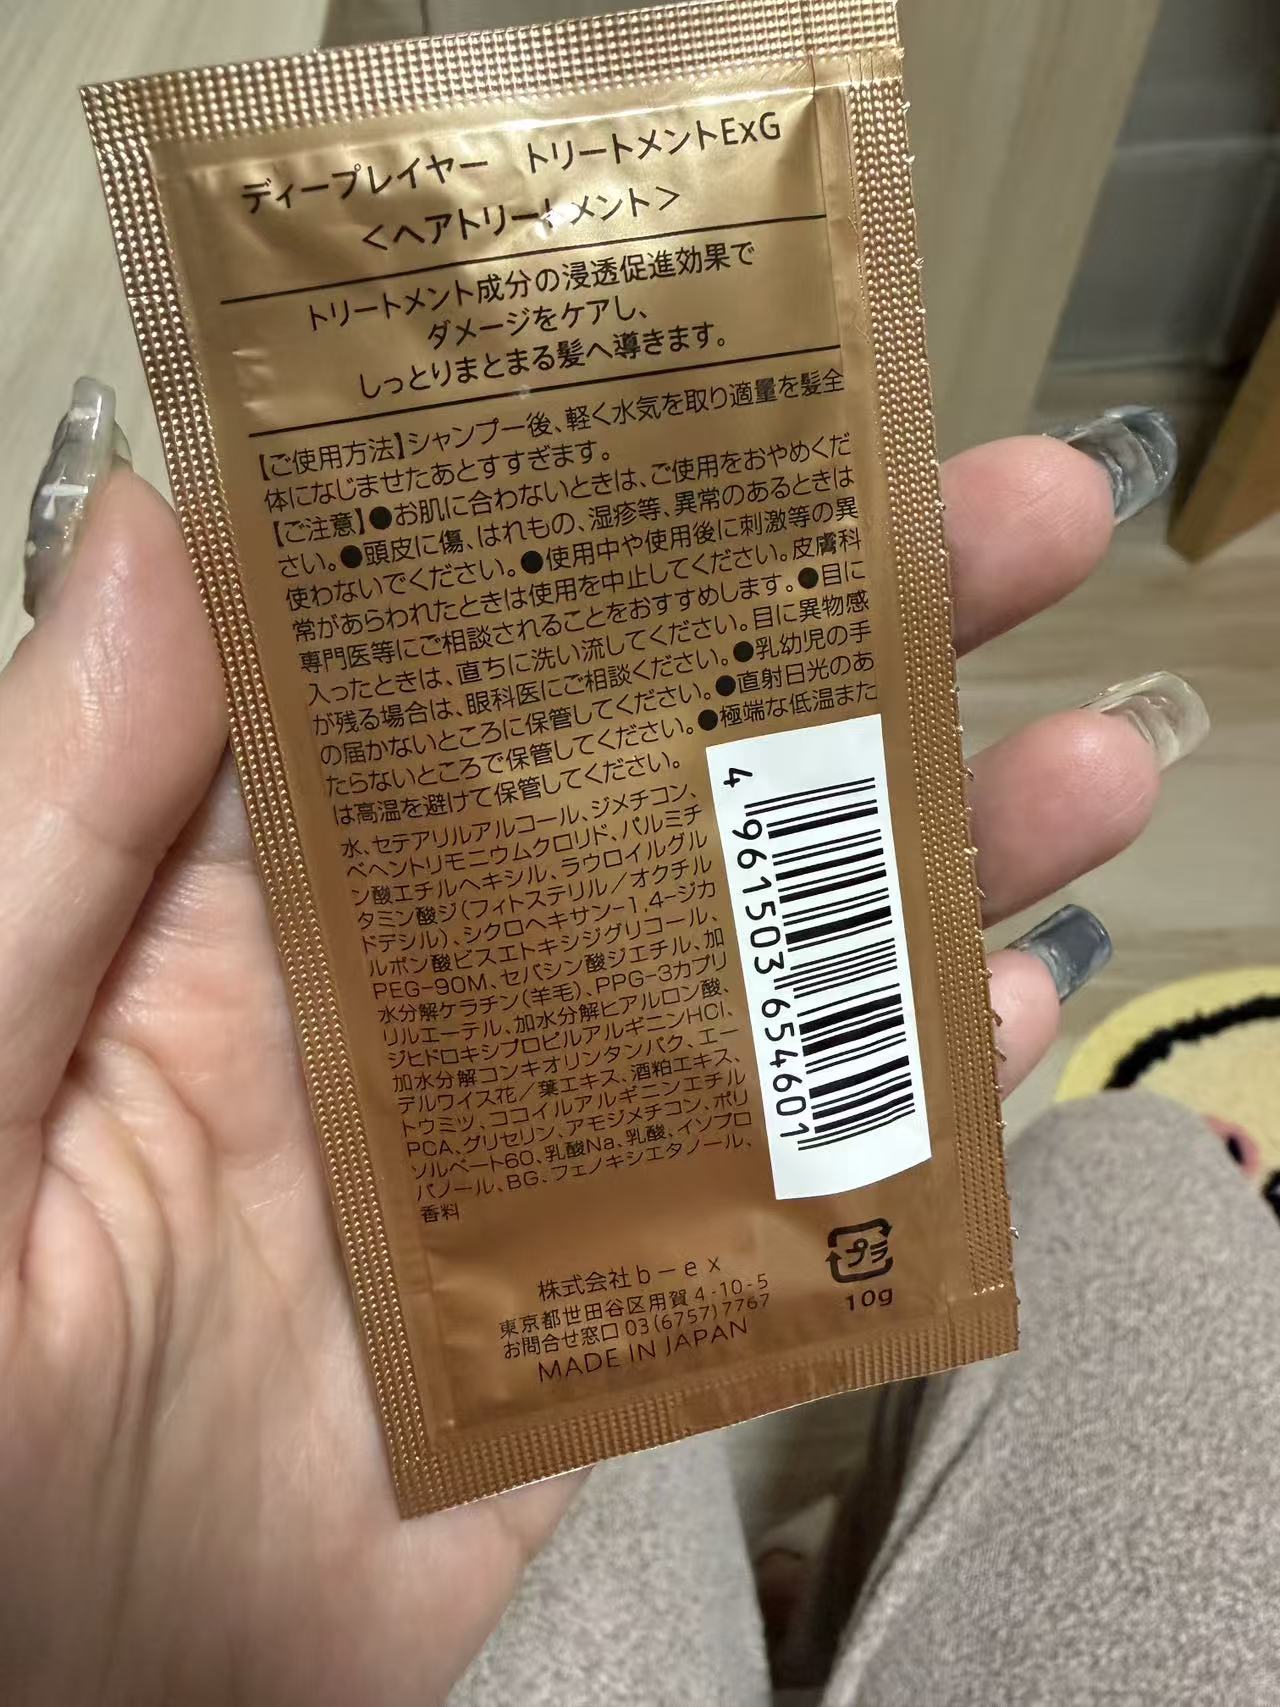 ディープレイヤー　トリートメントExG
＜ヘアトリートメント＞
トリートメント成分の浸透促進効果で
ダメージをケアし、
しっとりまとまる髪へ導きます。
【ご使用方法】シャンプー後、軽く水気を取り適量を髪全
体になじませたあとすすぎます。
【ご注意】●お肌に合わないときは、ご使用をおやめくだ
さい。●頭皮に傷、はれもの、湿疹等、異常のあるときは
使わないでください。●使用中や使用後に刺激等の異
常があらわれたときは使用を中止してください。皮膚科
専門医等にご相談されることをおすすめします。●目に
入ったときは、直ちに洗い流してください。目に異物感
が残る場合は、眼科医にご相談ください。●乳幼児の手
の届かないところに保管してください。●直射日光のあ
たらないところで保管してください。●極端な低温また
は高温を避けて保管してください。
水、セテアリルアルコール、ジメチコン、
ベヘントリモニウムクロリド、パルミチ
ン酸エチルヘキシル、ラウロイルグル
タミン酸ジ(フィトステリル／オクチル
ドデシル)、シクロヘキサン-1,4-ジカ
ルボン酸ビスエトキシジグリコール、
PEG-90M、セバシン酸ジエチル、加
水分解ケラチン(羊毛)、PPG-3カプリ
リルエーテル、加水分解ヒアルロン酸、
ジヒドロキシプロピルアルギニンHCl、
加水分解コンキオリンタンパク、エー
デルワイス花／葉エキス、酒粕エキス、
トウミツ、ココイルアルギニンエチル
PCA、グリセリン、アモジメチコン、ポリ
ソルベート60、乳酸Na、乳酸、イソプロ
パノール、BG、フェノキシエタノール、
香料
4 961503 654601
株式会社b-ex
東京都世田谷区用賀4-10-5
お問合せ窓口 03(6757)7767
MADE IN JAPAN
プラ
10g